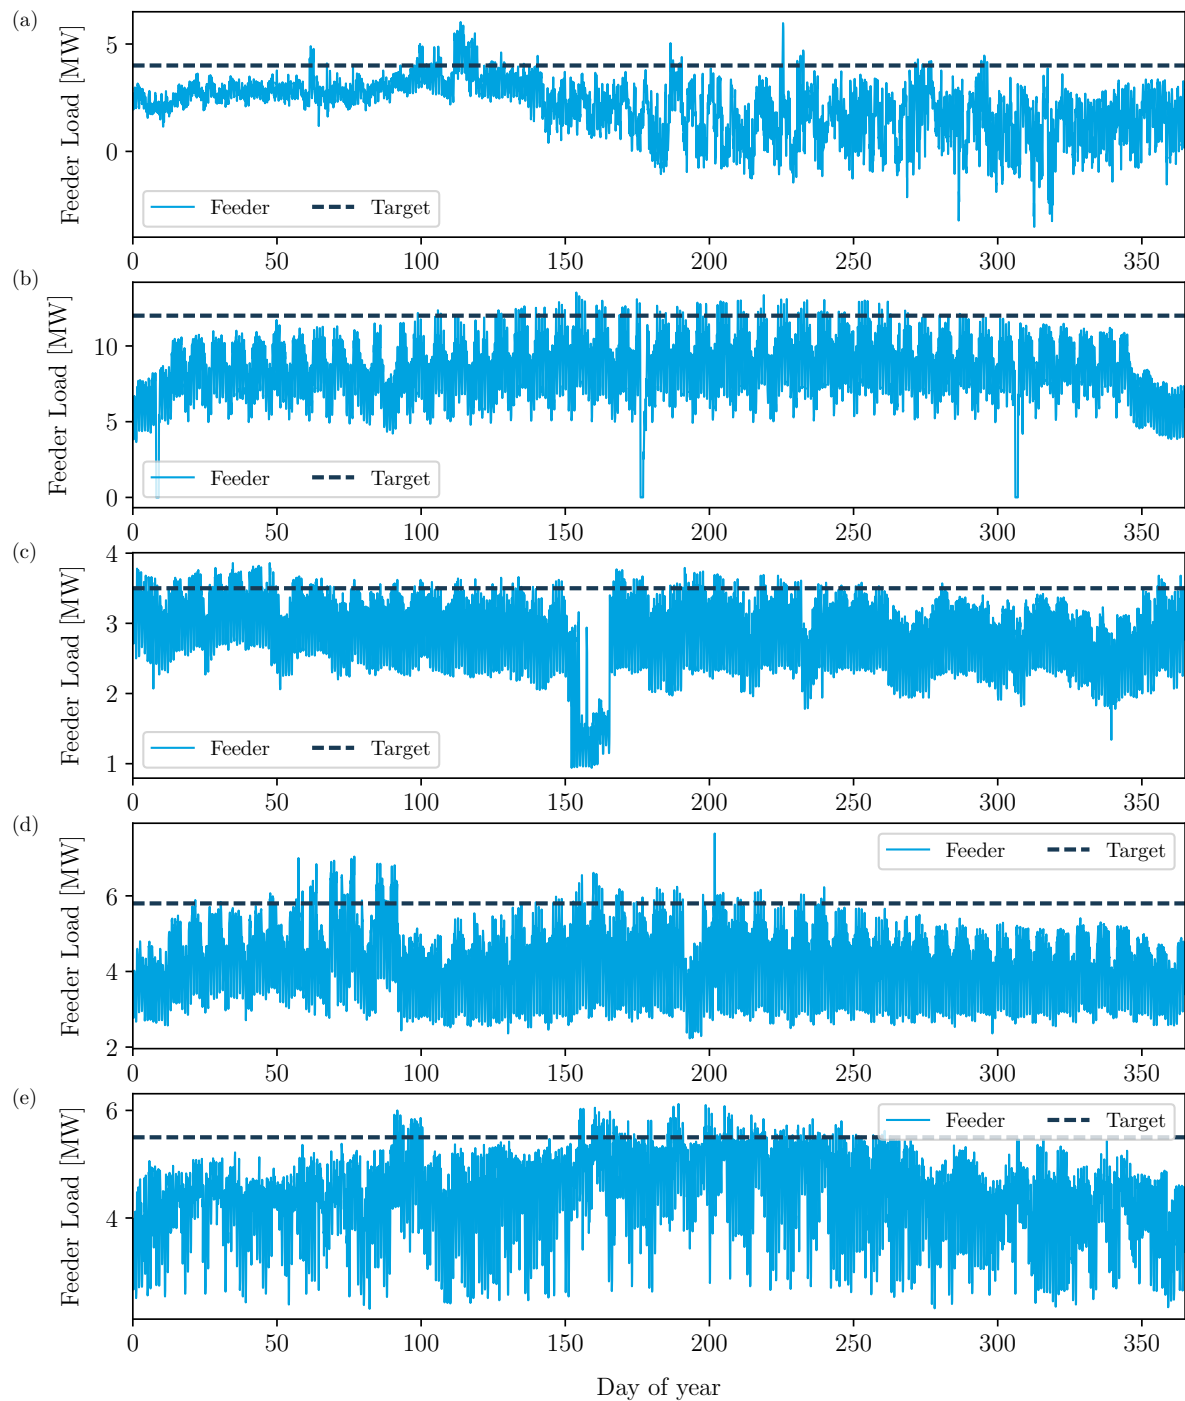 (a)
Feeder Load [MW]
5
0
Feeder
Target
0 50 100 150 200 250 300 350
(b)
Feeder Load [MW]
10
5
0
Feeder
Target
0 50 100 150 200 250 300 350
(c)
Feeder Load [MW]
4
3
2
1
Feeder
Target
0 50 100 150 200 250 300 350
(d)
Feeder Load [MW]
6
4
2
Feeder
Target
0 50 100 150 200 250 300 350
(e)
Feeder Load [MW]
6
4
Feeder
Target
0 50 100 150 200 250 300 350
Day of year